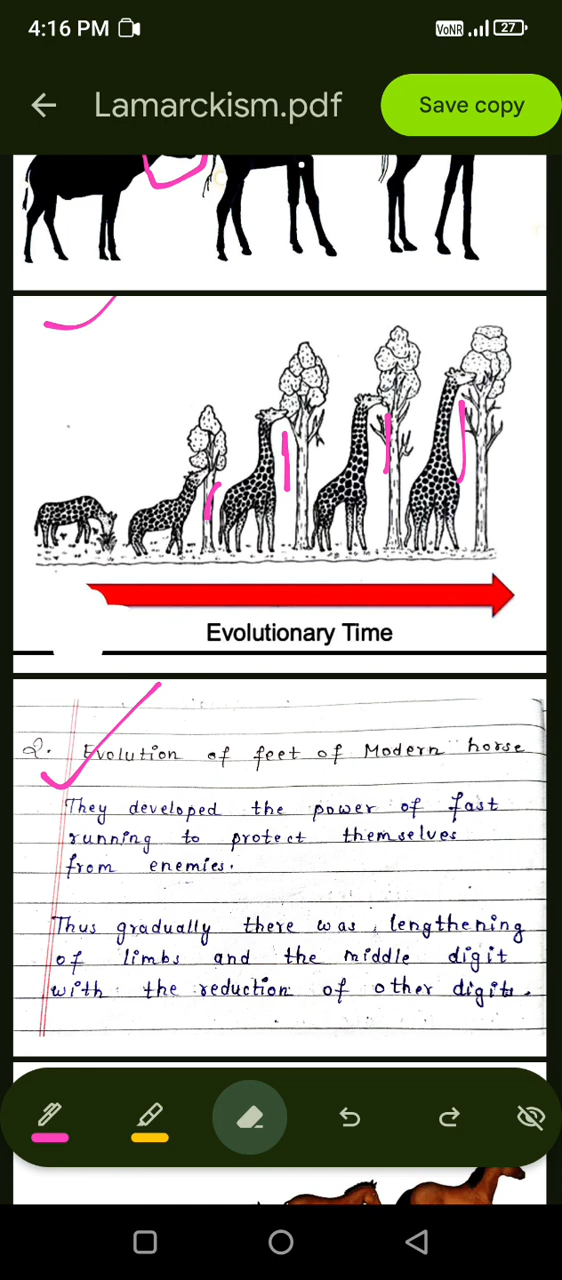 4:16 PM
VoNR
27
Lamarckism.pdf
Save copy
Evolutionary Time
2. Evolution of feet of Modern horse
They developed the power of fast
running to protect themselves
from enemies.
Thus gradually there was lengthening
of limbs and the middle digit
with the reduction of other digits.